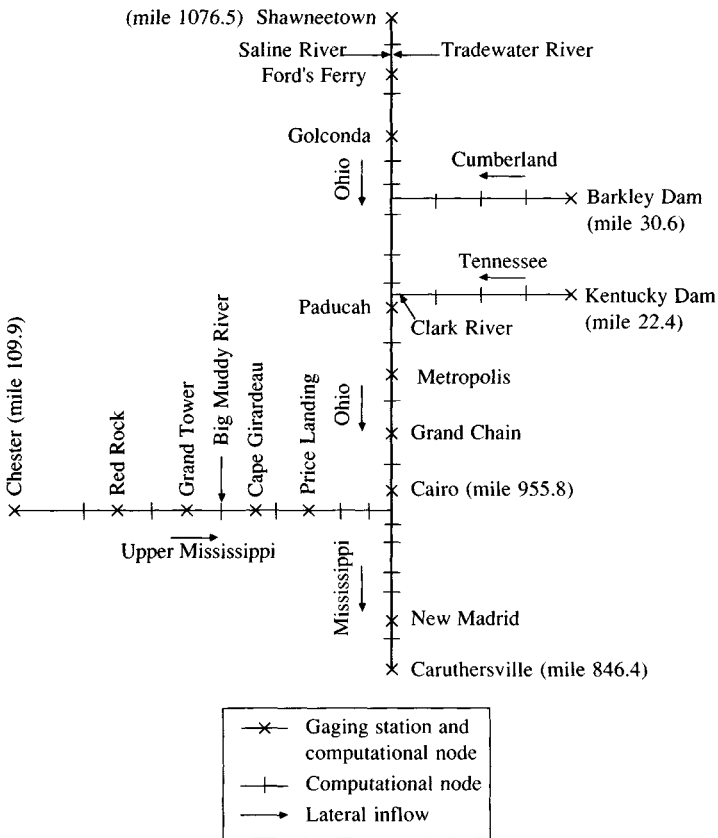 (mile 1076.5) Shawneetown
Saline River
Tradewater River
Ford's Ferry
Golconda
Ohio
Cumberland
Barkley Dam
(mile 30.6)
Tennessee
Kentucky Dam
(mile 22.4)
Paducah
Clark River
Metropolis
Ohio
Grand Chain
Cairo (mile 955.8)
Chester (mile 109.9)
Red Rock
Grand Tower
Big Muddy River
Cape Girardeau
Price Landing
Upper Mississippi
Mississippi
New Madrid
Caruthersville (mile 846.4)
Gaging station and
computational node
Computational node
Lateral inflow